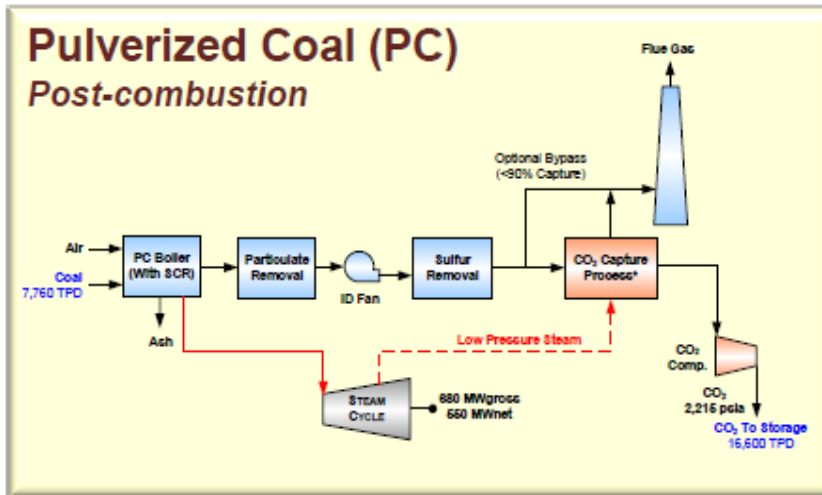 Pulverized Coal (PC)
Post-combustion
Flue Gas
Optional Bypass
(<90% Capture)
Air
Coal
7,760 TPD
PC Boiler
(With SCR)
Particulate
Removal
ID Fan
Sulfur
Removal
CO₂ Capture
Process*
Ash
Low Pressure Steam
STEAM
CYCLE
680 MWgross
550 MWnet
CO₂
Comp.
CO₂
2,215 psia
CO₂ To Storage
16,600 TPD